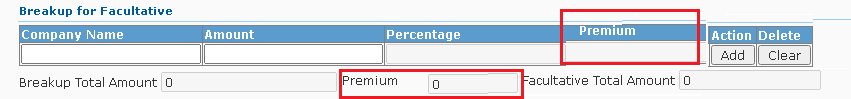 Breakup for Facultative
Company Name Amount Percentage Premium Action Delete
Add Clear
Breakup Total Amount 0 Premium 0 Facultative Total Amount 0